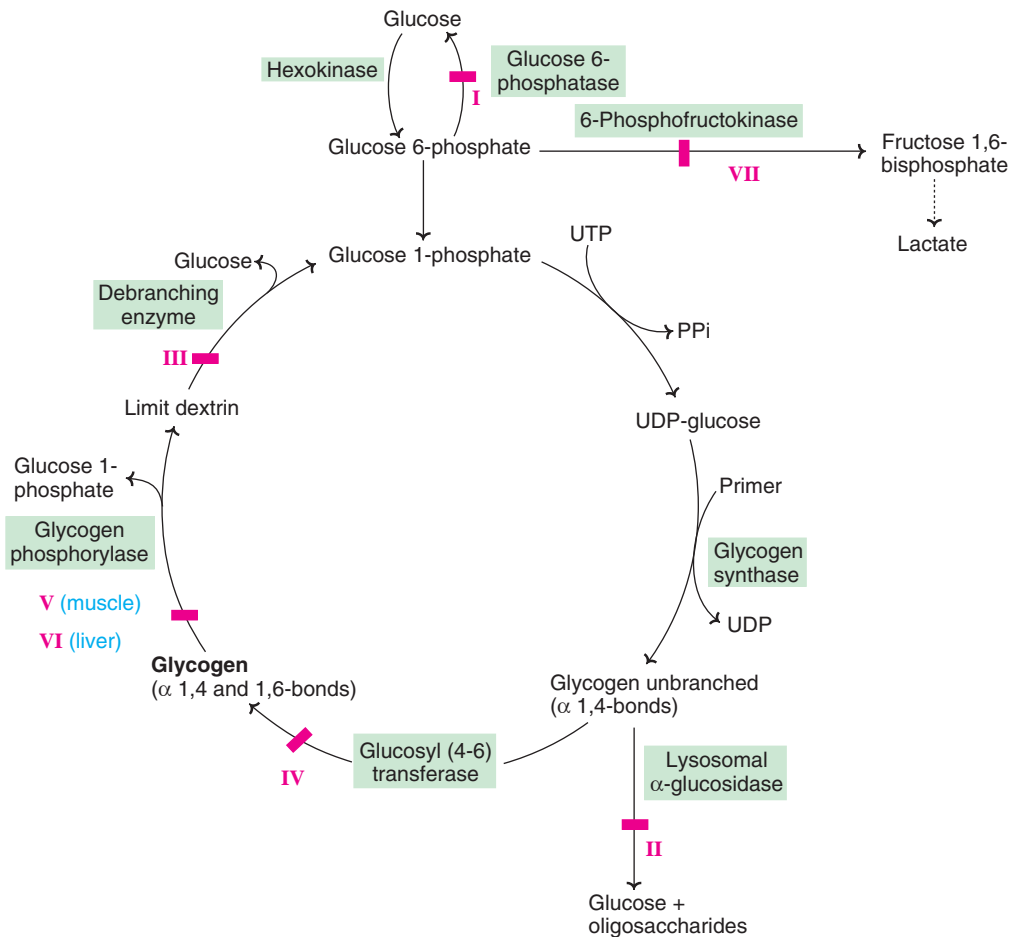 Glucose
Hexokinase
Glucose 6-
phosphatase
I
6-Phosphofructokinase
Glucose 6-phosphate
VII
Fructose 1,6-
bisphosphate
Lactate
Glucose 1-phosphate
UTP
PPi
Glucose
Debranching
enzyme
III
Limit dextrin
UDP-glucose
Glucose 1-
phosphate
Primer
Glycogen
phosphorylase
Glycogen
synthase
V (muscle)
VI (liver)
UDP
Glycogen
(α 1,4 and 1,6-bonds)
Glycogen unbranched
(α 1,4-bonds)
Glucosyl (4-6)
transferase
IV
Lysosomal
α-glucosidase
II
Glucose +
oligosaccharides